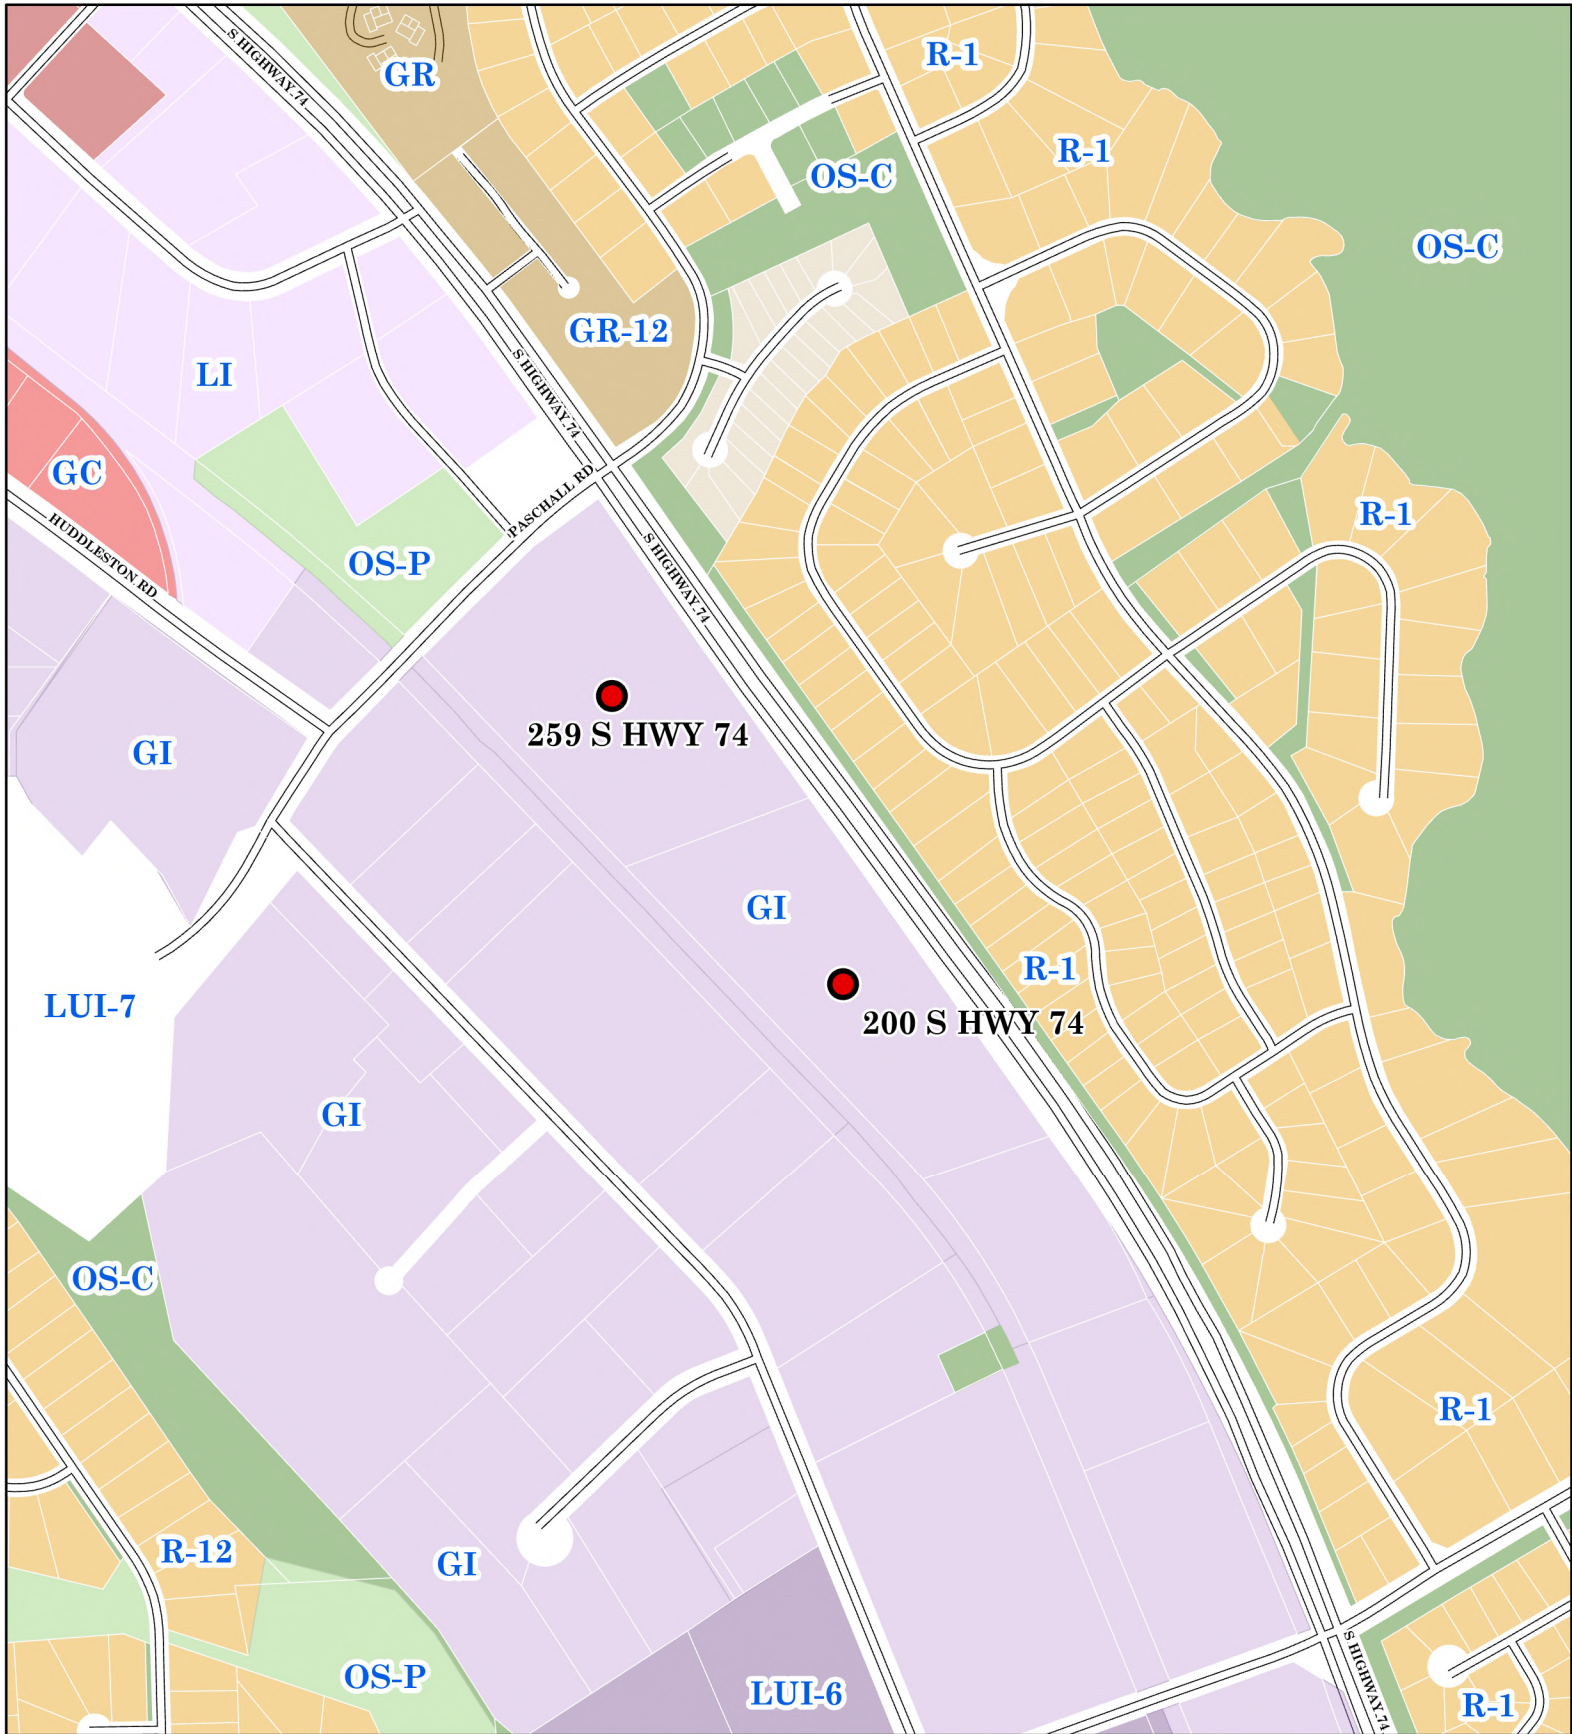 S HIGHWAY 74
GR
R-1
R-1
OS-C
OS-C
GR-12
LI
S HIGHWAY 74
GC
PASCHALL RD
R-1
HUDDLESTON RD
OS-P
S HIGHWAY 74
259 S HWY 74
GI
GI
R-1
LUI-7
200 S HWY 74
GI
OS-C
R-1
R-12
GI
OS-P
LUI-6
S HIGHWAY 74
R-1